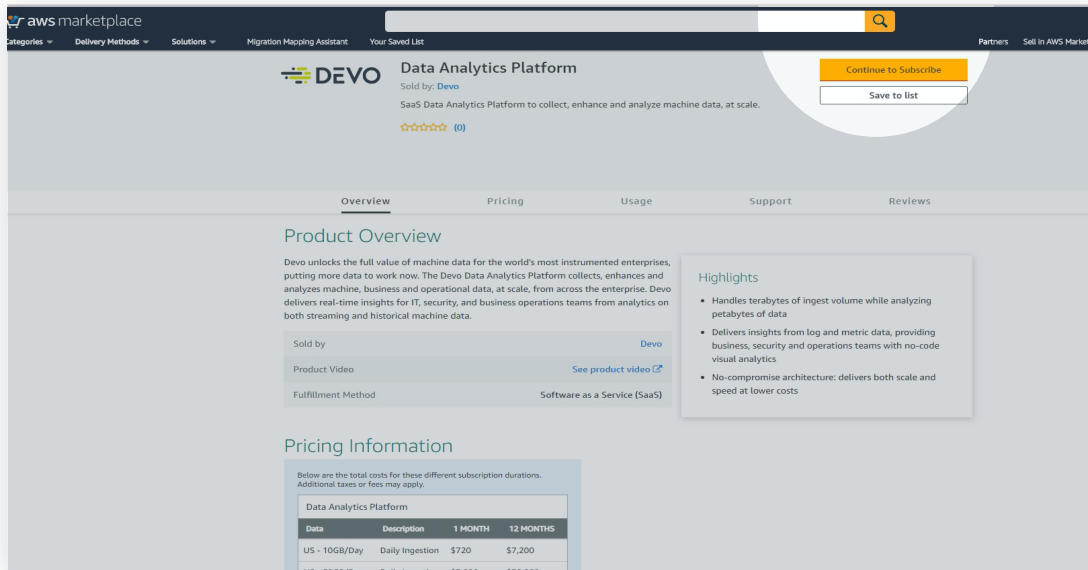 aws marketplace
Categories Delivery Methods Solutions Migration Mapping Assistant Your Saved List Partners Sell in AWS Market
DEVO
Data Analytics Platform
Sold by: Devo
SaaS Data Analytics Platform to collect, enhance and analyze machine data, at scale.
(0)
Continue to Subscribe
Save to list
Overview Pricing Usage Support Reviews
Product Overview
Devo unlocks the full value of machine data for the world's most instrumented enterprises,
putting more data to work now. The Devo Data Analytics Platform collects, enhances and
analyzes machine, business and operational data, at scale, from across the enterprise. Devo
delivers real-time insights for IT, security, and business operations teams from analytics on
both streaming and historical machine data.
Sold by Devo
Product Video See product video
Fulfillment Method Software as a Service (SaaS)
Highlights
• Handles terabytes of ingest volume while analyzing
petabytes of data
• Delivers insights from log and metric data, providing
business, security and operations teams with no-code
visual analytics
• No-compromise architecture: delivers both scale and
speed at lower costs
Pricing Information
Below are the total costs for these different subscription durations.
Additional taxes or fees may apply.
Data Analytics Platform
Data Description 1 MONTH 12 MONTHS
US - 10GB/Day Daily Ingestion $720 $7,200